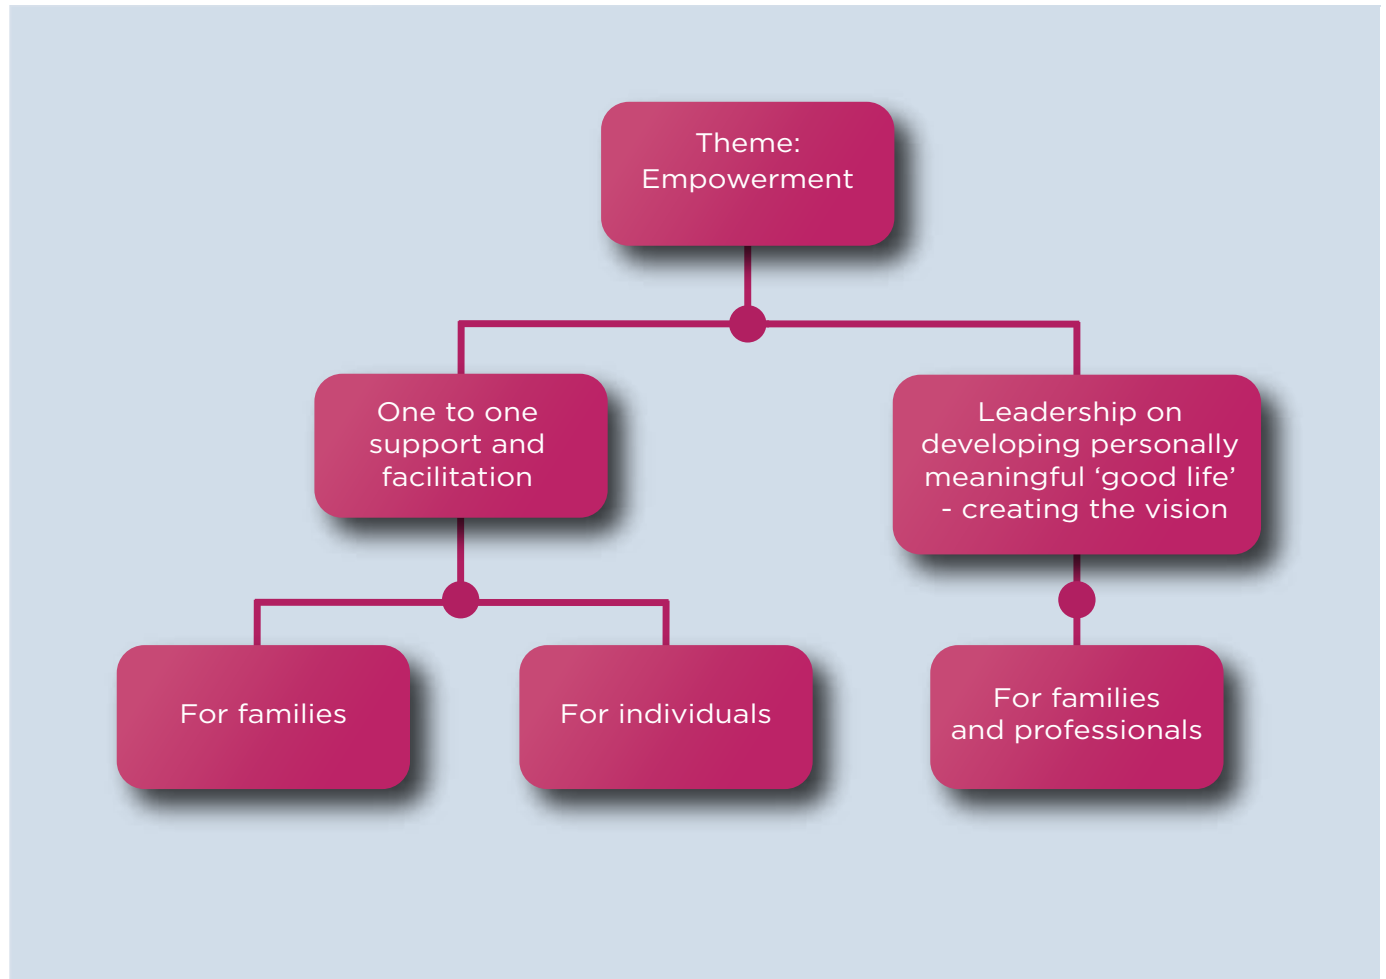 Theme:
Empowerment
One to one
support and
facilitation
Leadership on
developing personally
meaningful ‘good life’
- creating the vision
For families
For individuals
For families
and professionals